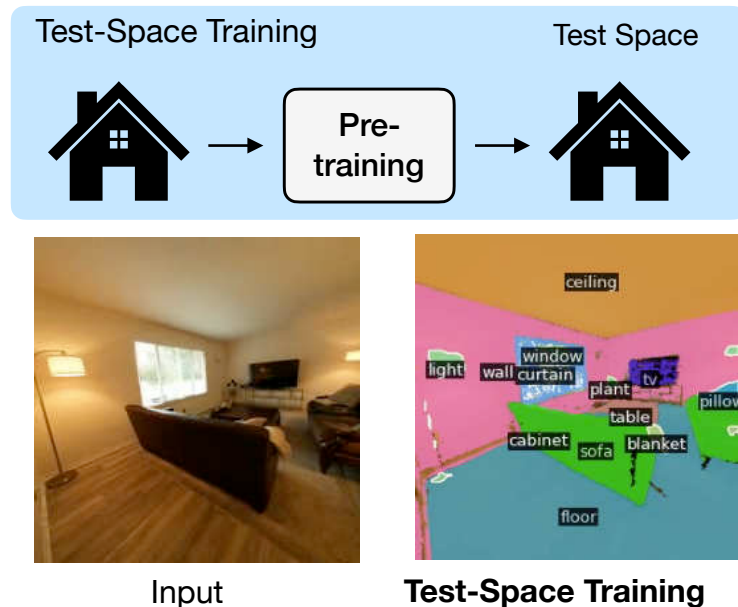 Test-Space Training
Test Space
Pre-
training
ceiling
window
light
wall
curtain
tv
plant
pillow
table
cabinet
sofa
blanket
floor
Input
Test-Space Training